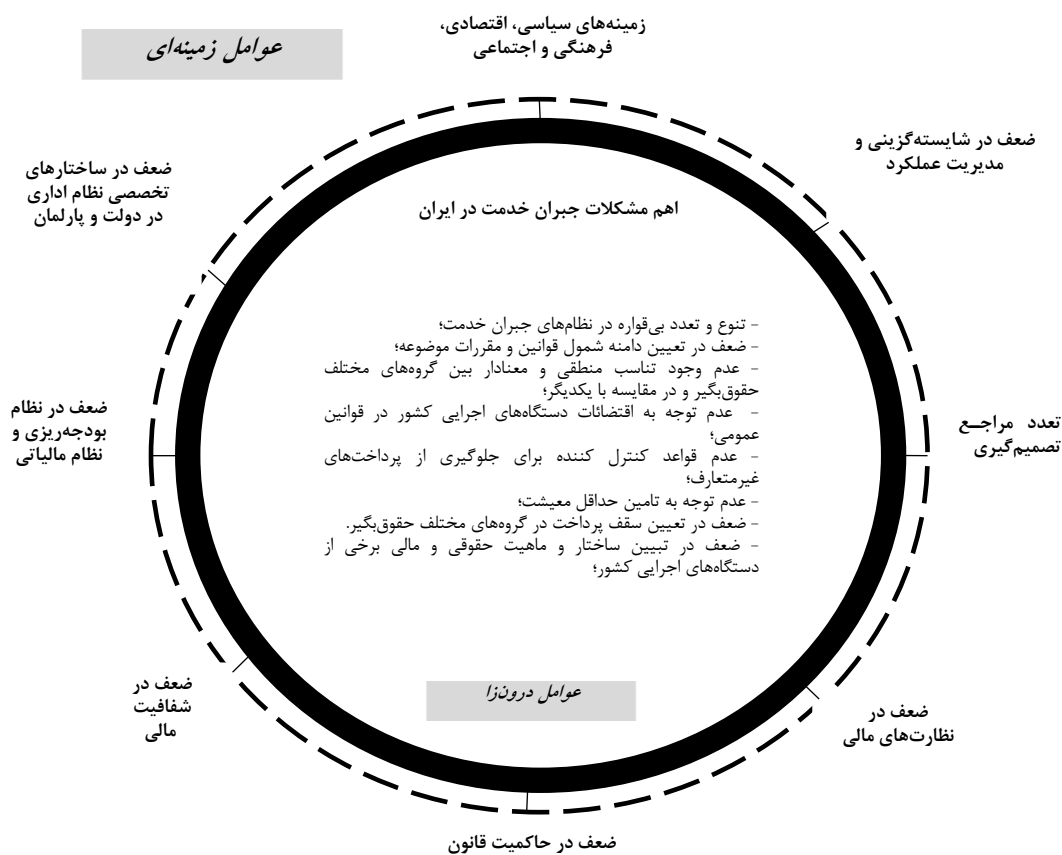 زمینه‌های سیاسی، اقتصادی،
فرهنگی و اجتماعی
عوامل زمینه‌ای
ضعف در شایسته‌گزینی و
مدیریت عملکرد
ضعف در ساختارهای
تخصصی نظام اداری
در دولت و پارلمان
اهم مشکلات جبران خدمت در ایران
- تنوع و تعدد بی‌قواره در نظام‌های جبران خدمت؛
- ضعف در تعیین دامنه شمول قوانین و مقررات موضوعه؛
- عدم وجود تناسب منطقی و معنادار بین گروه‌های مختلف
حقوق‌بگیر و در مقایسه با یکدیگر؛
- عدم توجه به اقتضائات دستگاه‌های اجرایی کشور در قوانین
عمومی؛
- عدم قواعد کنترل کننده برای جلوگیری از پرداخت‌های
غیرمتعارف؛
- عدم توجه به تامین حداقل معیشت؛
- ضعف در تعیین سقف پرداخت در گروه‌های مختلف حقوق‌بگیر.
- ضعف در تبیین ساختار و ماهیت حقوقی و مالی برخی از
دستگاه‌های اجرایی کشور؛
تعدد مراجع
تصمیم‌گیری
ضعف در نظام
بودجه‌ریزی و
نظام مالیاتی
عوامل درون‌زا
ضعف در
نظارت‌های مالی
ضعف در
شفافیت
مالی
ضعف در حاکمیت قانون